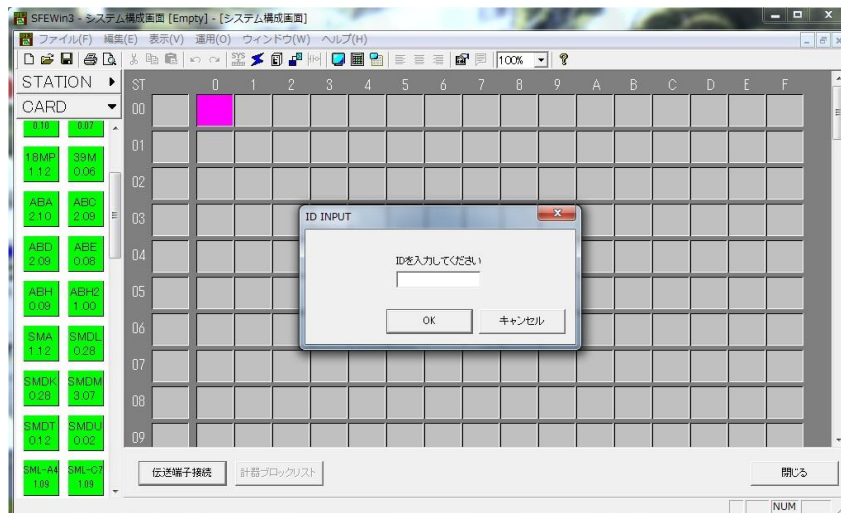 SFEWin3 - システム構成画面 [Empty] - [システム構成画面]
ファイル(F) 編集(E) 表示(V) 運用(O) ウィンドウ(W) ヘルプ(H)
100%
STATION
CARD
ST 0 1 2 3 4 5 6 7 8 9 A B C D E F
00
01
02
03
04
05
06
07
08
09
0.10 0.07
18MP 39M
1.12 0.06
ABA ABC
2.10 2.09
ABD ABE
2.09 0.08
ABH ABH2
0.09 1.00
SMA SMDL
1.12 0.28
SMDK SMDM
0.28 3.07
SMDT SMDU
0.12 0.02
SML-A4 SML-C7
1.09 1.09
ID INPUT
IDを入力してください
OK キャンセル
伝送端子接続 計器ブロックリスト 閉じる
NUM